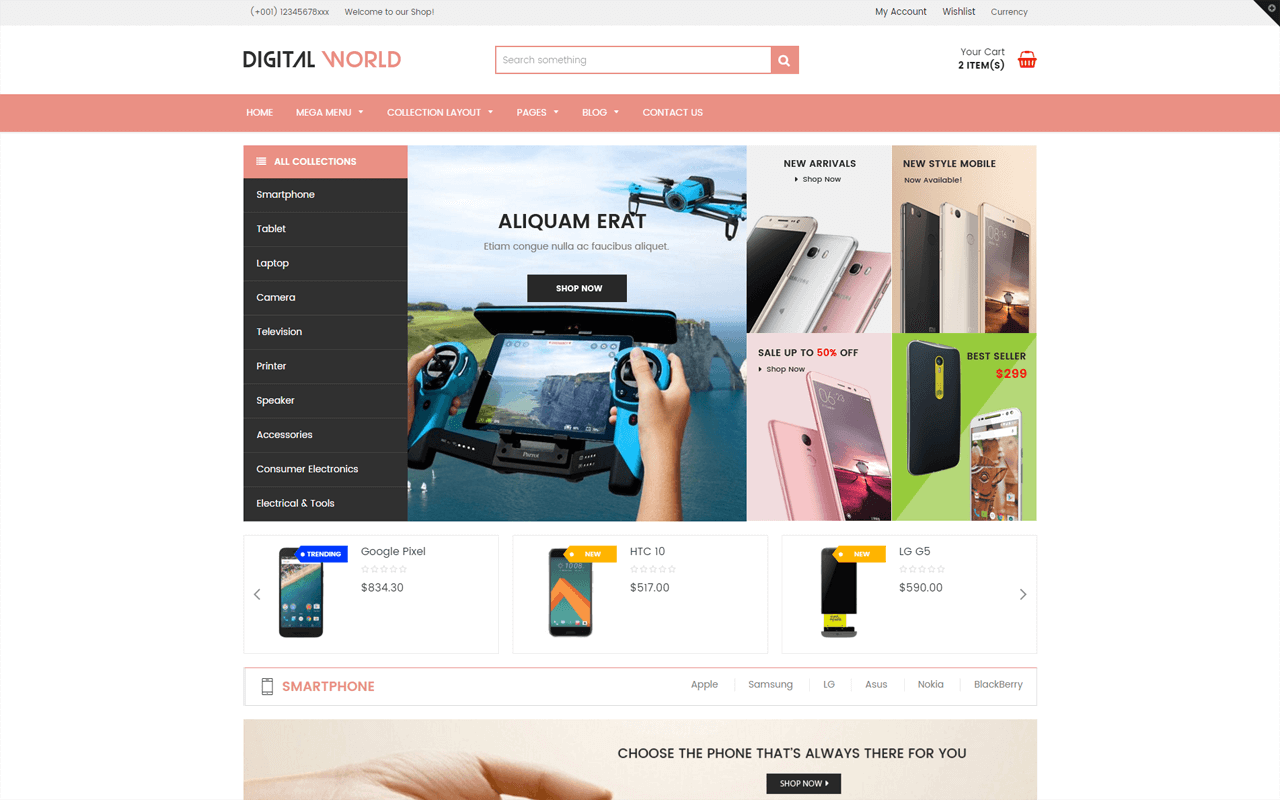 (+001) 12345678xxx Welcome to our Shop! My Account Wishlist Currency
DIGITAL WORLD
Search something
Your Cart
2 ITEM(S)
HOME MEGA MENU COLLECTION LAYOUT PAGES BLOG CONTACT US
ALL COLLECTIONS
Smartphone
Tablet
Laptop
Camera
Television
Printer
Speaker
Accessories
Consumer Electronics
Electrical & Tools
ALIQUAM ERAT
Etiam congue nulla ac faucibus aliquet.
SHOP NOW
Parrot
NEW ARRIVALS
Shop Now
NEW STYLE MOBILE
Now Available!
SALE UP TO 50% OFF
Shop Now
BEST SELLER
$299
TRENDING
Google Pixel
$834.30
NEW
HTC 10
$517.00
NEW
LG G5
$590.00
SMARTPHONE
Apple Samsung LG Asus Nokia BlackBerry
CHOOSE THE PHONE THAT'S ALWAYS THERE FOR YOU
SHOP NOW